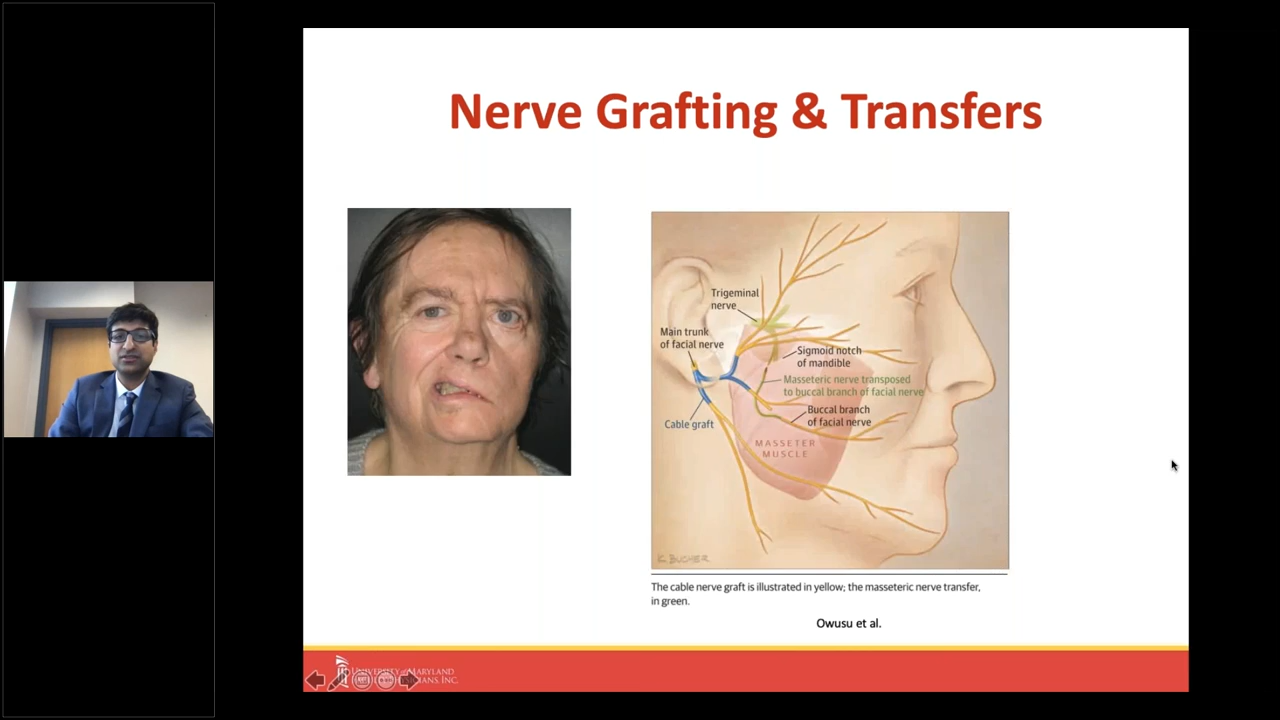 Nerve Grafting & Transfers
Trigeminal
nerve
Main trunk
of facial nerve
Sigmoid notch
of mandible
Masseteric nerve transposed
to buccal branch of facial nerve
Buccal branch
of facial nerve
Cable graft
MASSETER
MUSCLE
K. BUCHER
The cable nerve graft is illustrated in yellow; the masseteric nerve transfer,
in green.
Owusu et al.
UNIVERSITY of MARYLAND
PHYSICIANS, INC.